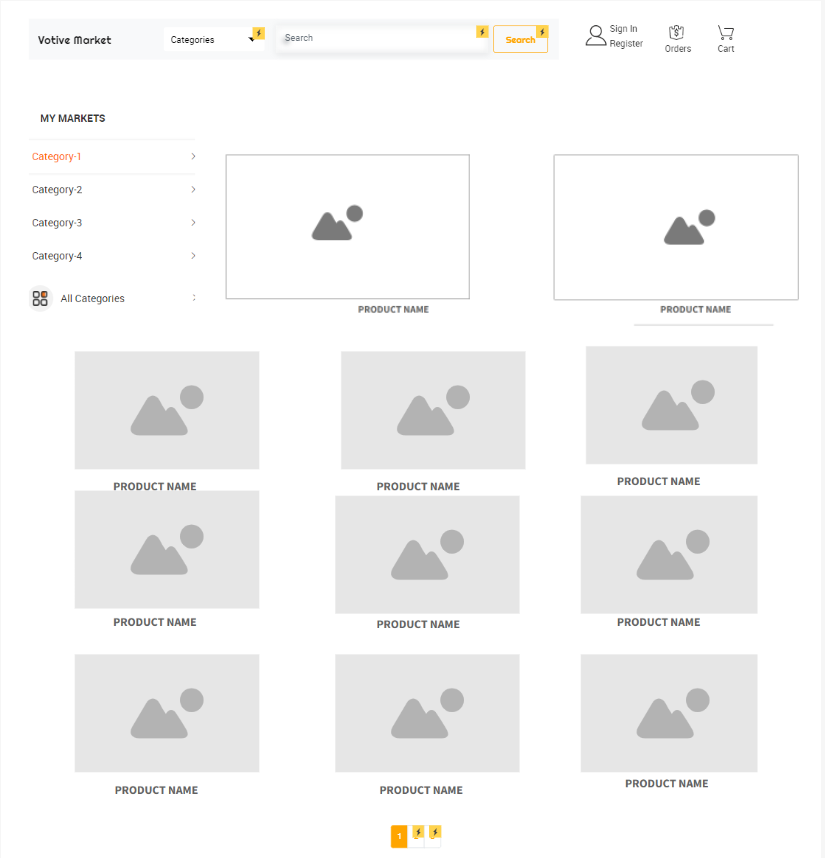 Votive Market
Categories
Search
Search
Sign In
Register
Orders
Cart
MY MARKETS
Category-1
Category-2
Category-3
Category-4
All Categories
PRODUCT NAME
PRODUCT NAME
PRODUCT NAME
PRODUCT NAME
PRODUCT NAME
PRODUCT NAME
PRODUCT NAME
PRODUCT NAME
PRODUCT NAME
PRODUCT NAME
PRODUCT NAME
1